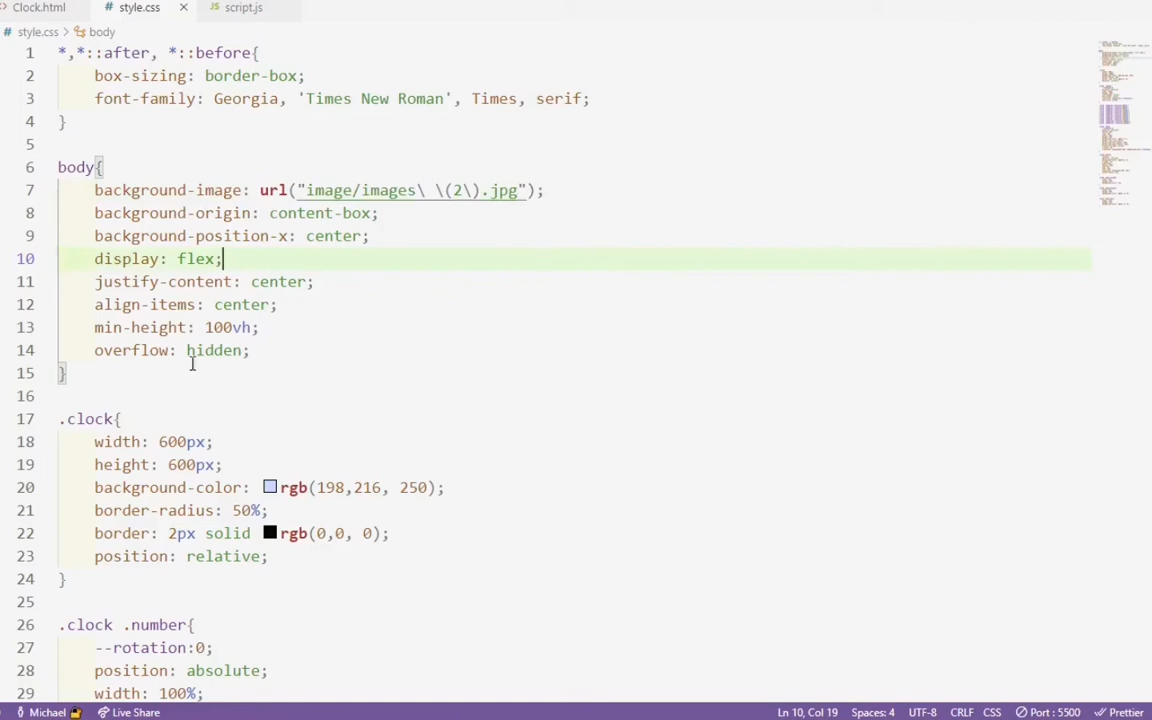 Clock.html
# style.css
JS script.js
# style.css > body
1 *,*::after, *::before{
2 box-sizing: border-box;
3 font-family: Georgia, 'Times New Roman', Times, serif;
4 }
5
6 body{
7 background-image: url("image/images\ \(2\).jpg");
8 background-origin: content-box;
9 background-position-x: center;
10 display: flex;
11 justify-content: center;
12 align-items: center;
13 min-height: 100vh;
14 overflow: hidden;
15 }
16
17 .clock{
18 width: 600px;
19 height: 600px;
20 background-color: rgb(198,216, 250);
21 border-radius: 50%;
22 border: 2px solid rgb(0,0, 0);
23 position: relative;
24 }
25
26 .clock .number{
27 --rotation:0;
28 position: absolute;
29 width: 100%;
Michael Live Share Ln 10, Col 19 Spaces: 4 UTF-8 CRLF CSS Port : 5500 Prettier